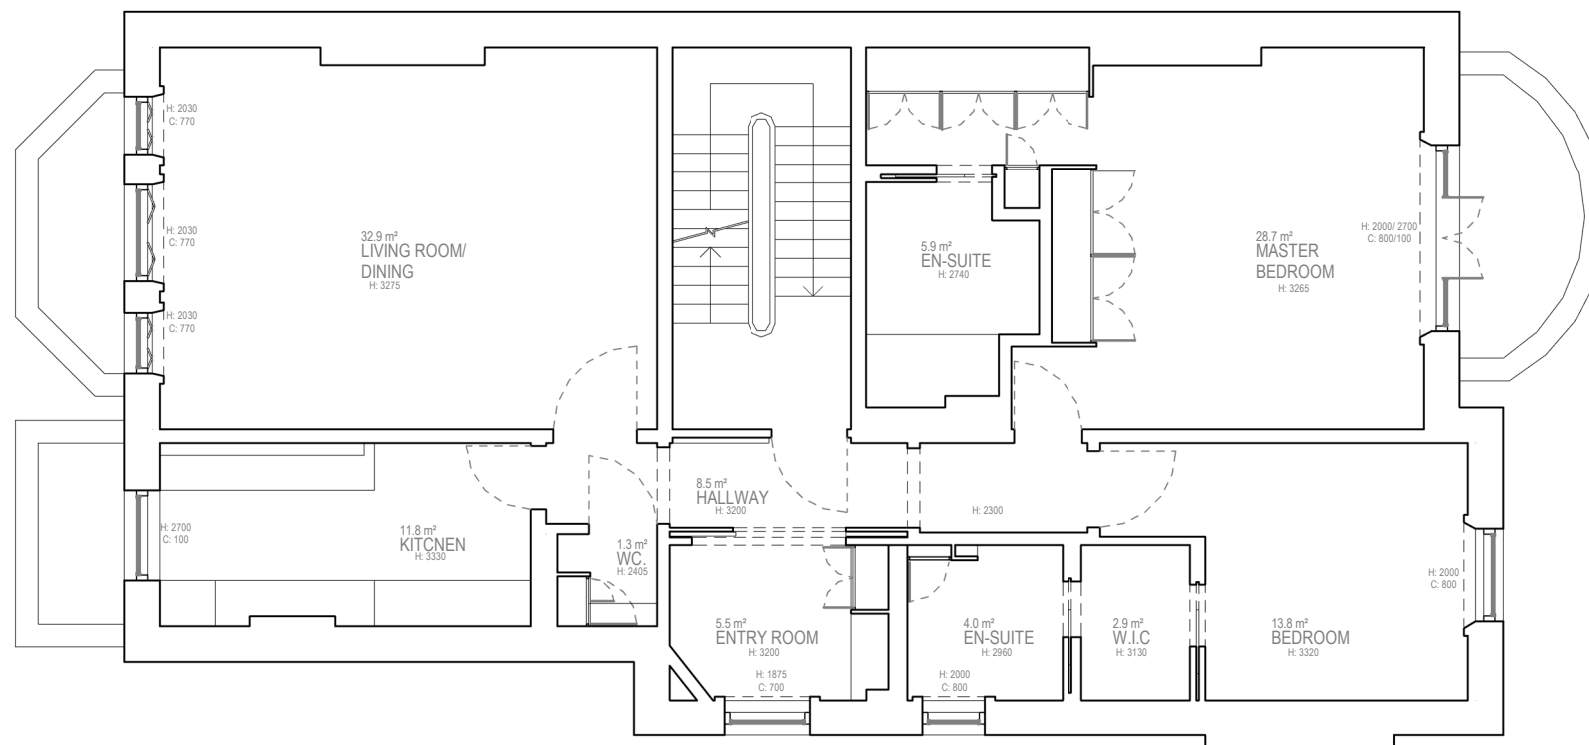 H: 2030
C: 770
H: 2030
C: 770
H: 2030
C: 770
32.9 m²
LIVING ROOM/
DINING
H: 3275
5.9 m²
EN-SUITE
H: 2740
28.7 m²
MASTER
BEDROOM
H: 3265
H: 2000/ 2700
C: 800/100
H: 2700
C: 100
11.8 m²
KITCNEN
H: 3330
1.3 m²
WC.
H: 2405
8.5 m²
HALLWAY
H: 3200
H: 2300
5.5 m²
ENTRY ROOM
H: 3200
H: 1875
C: 700
4.0 m²
EN-SUITE
H: 2960
H: 2000
C: 800
2.9 m²
W.I.C
H: 3130
13.8 m²
BEDROOM
H: 3320
H: 2000
C: 800